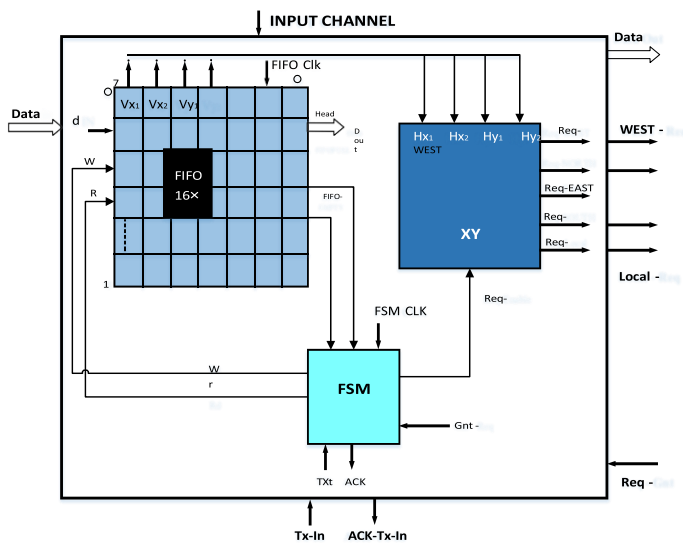 INPUT CHANNEL
Data
FIFO Clk
7
O
O
Vx1 Vx2 Vy1
Head
Data
d
D
out
Hx1 Hx2 Hy1 Hy2
WEST
Req-
WEST -
W
FIFO
16×
R
FIFO-
Req-EAST
XY
Req-
Req-
1
Local -
Req-
FSM CLK
W
r
FSM
Gnt -
TXt
ACK
Req -
Tx-In
ACK-Tx-In